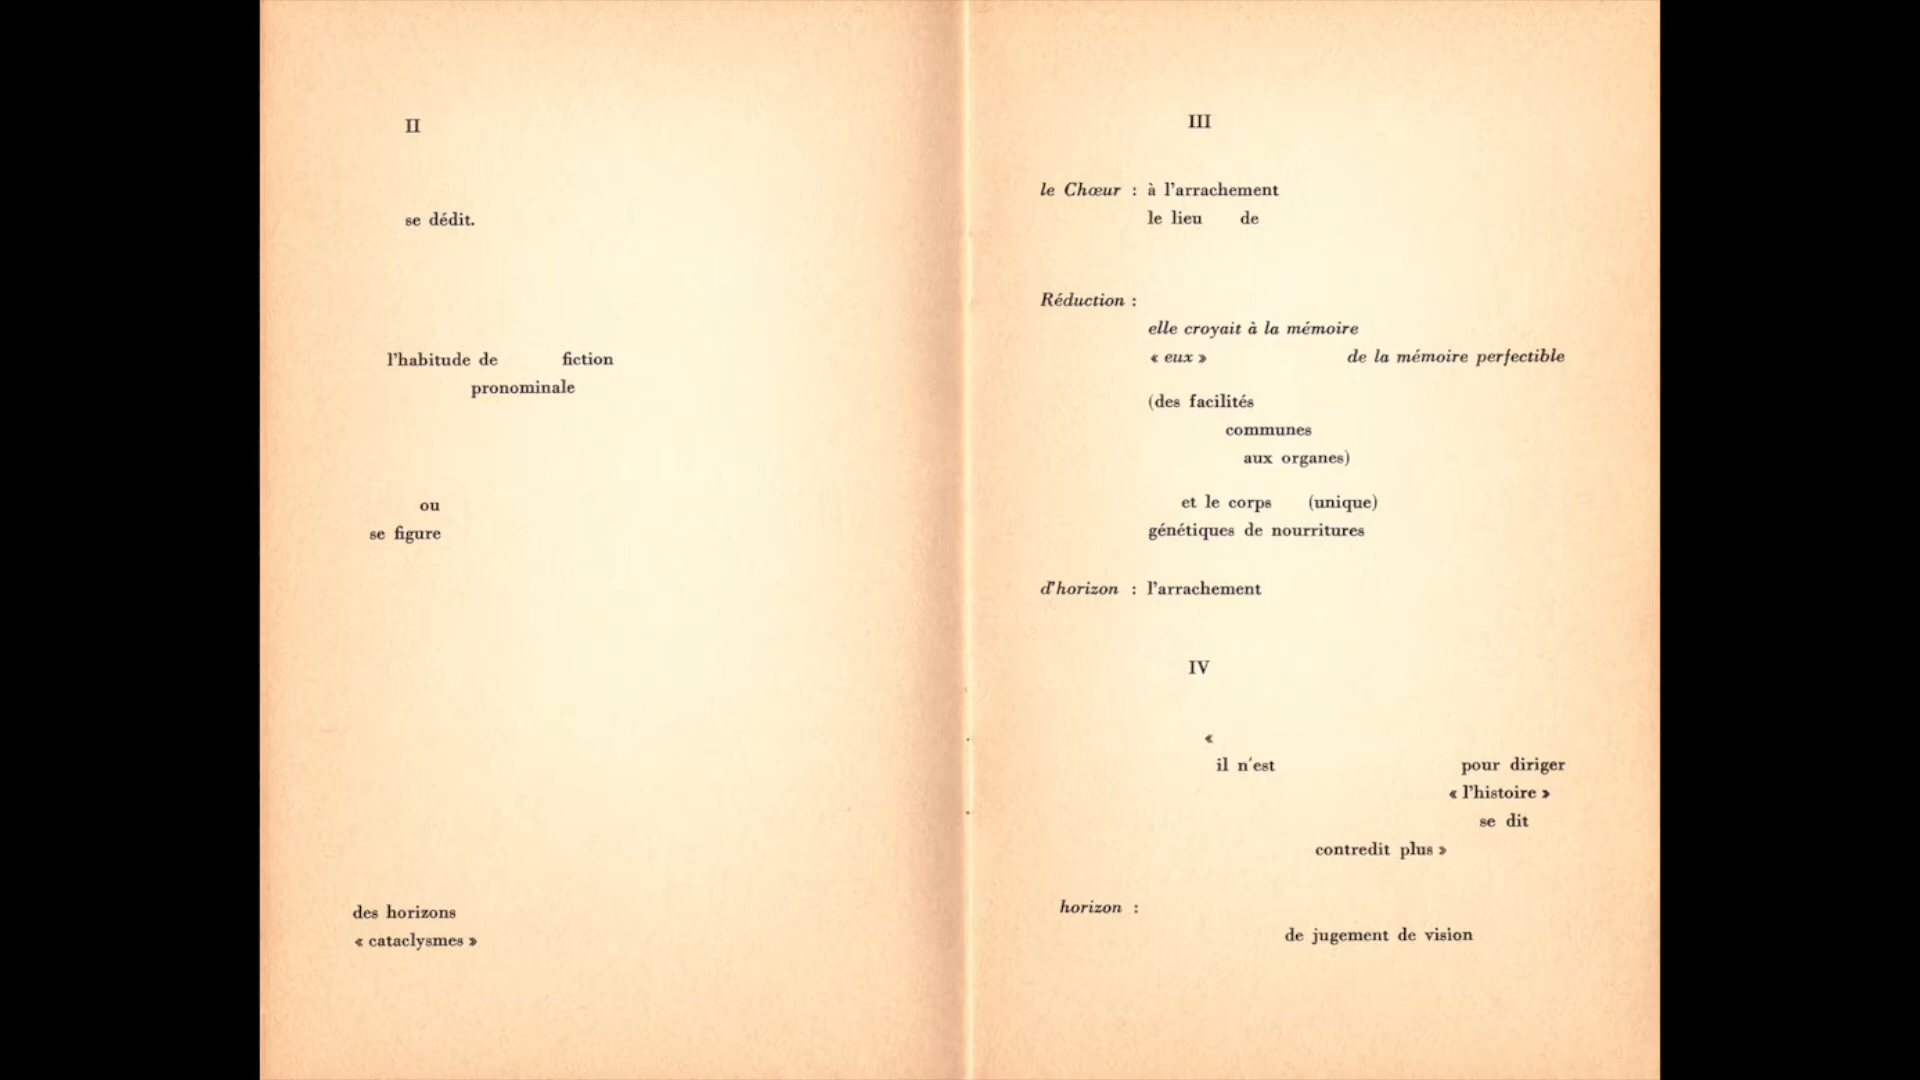 II
se dédit.
l'habitude de fiction
pronominale
ou
se figure
des horizons
« cataclysmes »
III
le Chœur : à l'arrachement
le lieu de
Réduction :
elle croyait à la mémoire
« eux » de la mémoire perfectible
(des facilités
communes
aux organes)
et le corps (unique)
génétiques de nourritures
d'horizon : l'arrachement
IV
«
il n'est pour diriger
« l'histoire »
se dit
contredit plus »
horizon :
de jugement de vision